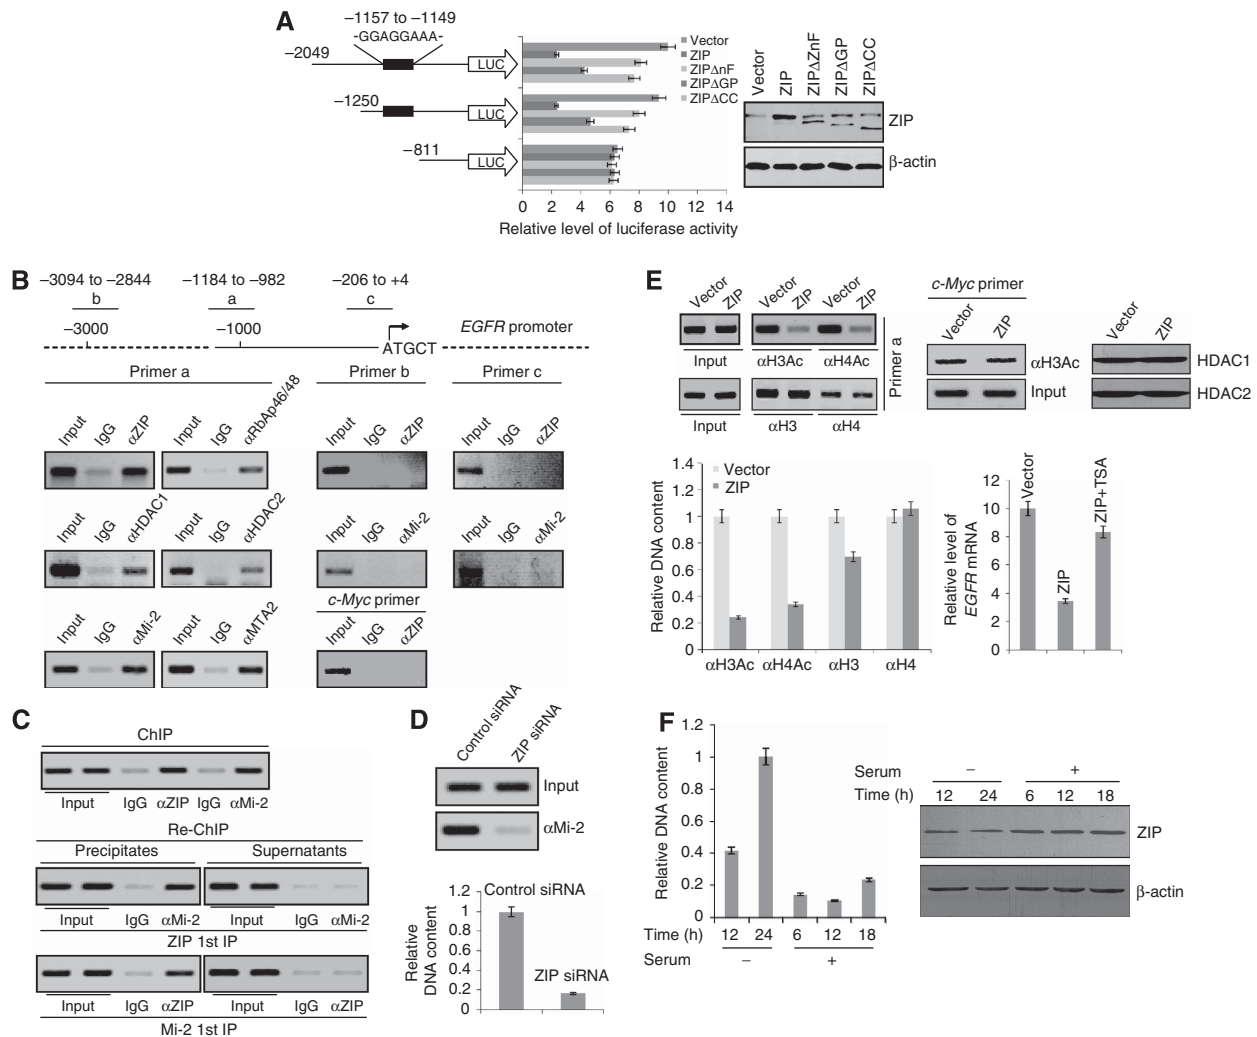 A
−1157 to −1149
-GGAGGAAA-
−2049
LUC
−1250
LUC
−811
LUC
Vector
ZIP
ZIPΔnF
ZIPΔGP
ZIPΔCC
0 2 4 6 8 10 12 14
Relative level of luciferase activity
Vector ZIP ZIPΔZnF ZIPΔGP ZIPΔCC
ZIP
β-actin
B
−3094 to −2844 −1184 to −982 −206 to +4
b a c
−3000 −1000 EGFR promoter
ATGCT
Primer a Primer b Primer c
Input IgG αZIP Input IgG αRbAp46/48 Input IgG αZIP Input IgG αZIP
Input IgG αHDAC1 Input IgG αHDAC2 Input IgG αMi-2 Input IgG αMi-2
c-Myc primer
Input IgG αMi-2 Input IgG αMTA2 Input IgG αZIP
C
ChIP
Input IgG αZIP IgG αMi-2
Re-ChIP
Precipitates Supernatants
Input IgG αMi-2 Input IgG αMi-2
ZIP 1st IP
Input IgG αZIP Input IgG αZIP
Mi-2 1st IP
D
Control siRNA ZIP siRNA
Input
αMi-2
Relative
DNA content
1.2
1
0.8
0.6
0.4
0.2
0
Control siRNA
ZIP siRNA
E
Vector ZIP Vector ZIP Vector ZIP
Input αH3Ac αH4Ac
Input αH3 αH4
Primer a
c-Myc primer
Vector ZIP
αH3Ac
Input
Vector ZIP
HDAC1
HDAC2
Relative DNA content
1.4
1.2
1
0.8
0.6
0.4
0.2
0
Vector
ZIP
αH3Ac αH4Ac αH3 αH4
Relative level of
EGFR mRNA
12
10
8
6
4
2
0
Vector
ZIP
ZIP+TSA
F
Relative DNA content
1.2
1
0.8
0.6
0.4
0.2
0
Time (h) 12 24 6 12 18
Serum − +
Serum − +
Time (h) 12 24 6 12 18
ZIP
β-actin